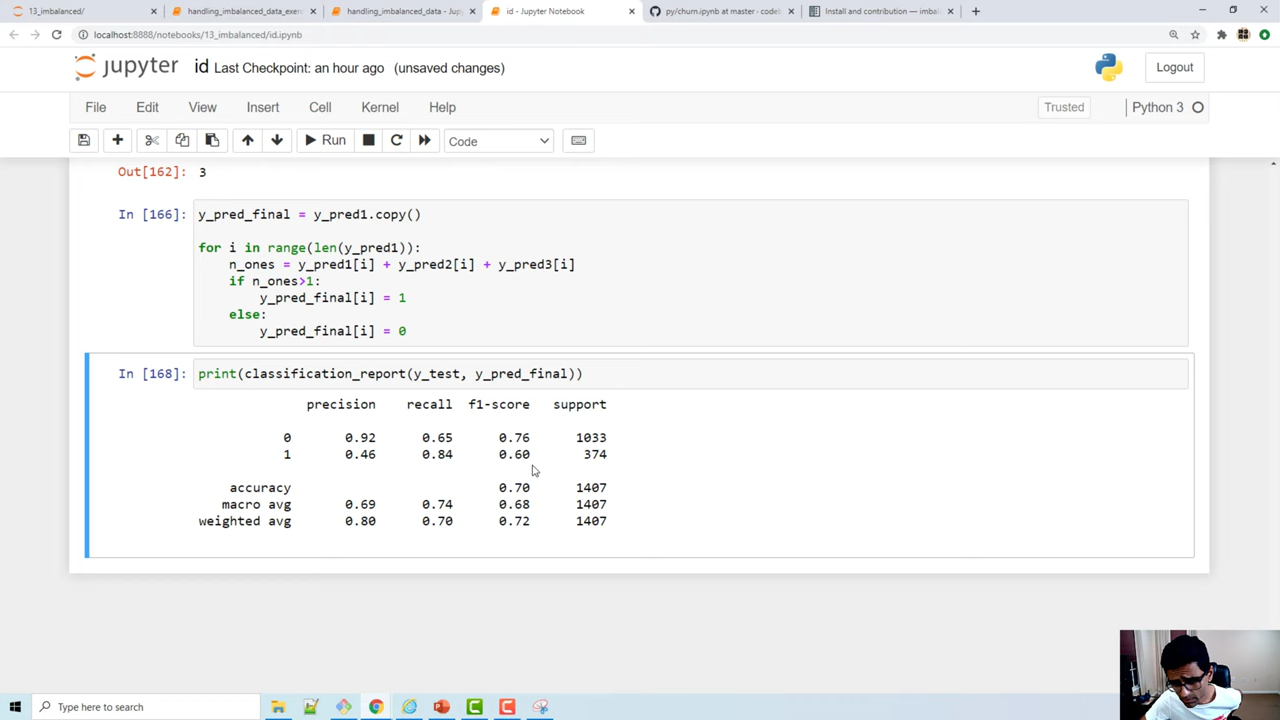 13_imbalanced/
handling_imbalanced_data_exerc
handling_imbalanced_data - Jupy
id - Jupyter Notebook
py/churn.ipynb at master · codeb
Install and contribution — imbal
localhost:8888/notebooks/13_imbalanced/id.ipynb
jupyter id Last Checkpoint: an hour ago (unsaved changes)
Logout
File Edit View Insert Cell Kernel Help
Trusted
Python 3
Run
Code
Out[162]: 3
In [166]: y_pred_final = y_pred1.copy()
for i in range(len(y_pred1)):
n_ones = y_pred1[i] + y_pred2[i] + y_pred3[i]
if n_ones>1:
y_pred_final[i] = 1
else:
y_pred_final[i] = 0
In [168]: print(classification_report(y_test, y_pred_final))
precision recall f1-score support
0 0.92 0.65 0.76 1033
1 0.46 0.84 0.60 374
accuracy 0.70 1407
macro avg 0.69 0.74 0.68 1407
weighted avg 0.80 0.70 0.72 1407
Type here to search